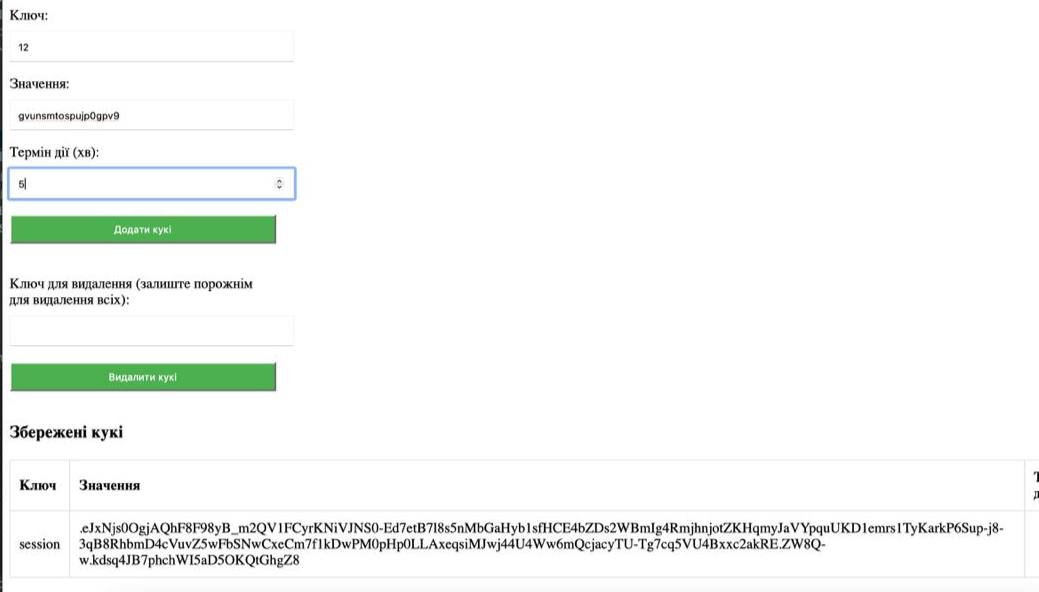 Ключ:
12
Значення:
gvunsmtospujp0gpv9
Термін дії (хв):
5
Додати кукі
Ключ для видалення (залиште порожнім
для видалення всіх):
Видалити кукі
Збережені кукі
Ключ Значення
.eJxNjs0OgjAQhF8F98yB_m2QV1FCyrKNiVJNS0-Ed7etB7l8s5nMbGaHyb1sfHCE4bZDs2WBmIg4RmjhnjotZKHqmyJaVYpquUKD1emrs1TyKarkP6Sup-j8-
session 3qB8RhbmD4cVuvZ5wFbSNwCxeCm7f1kDwPM0pHp0LLAxeqsiMJwj44U4Ww6mQcjacyTU-Tg7cq5VU4Bxxc2akRE.ZW8Q-
w.kdsq4JB7phchWI5aD5OKQtGhgZ8